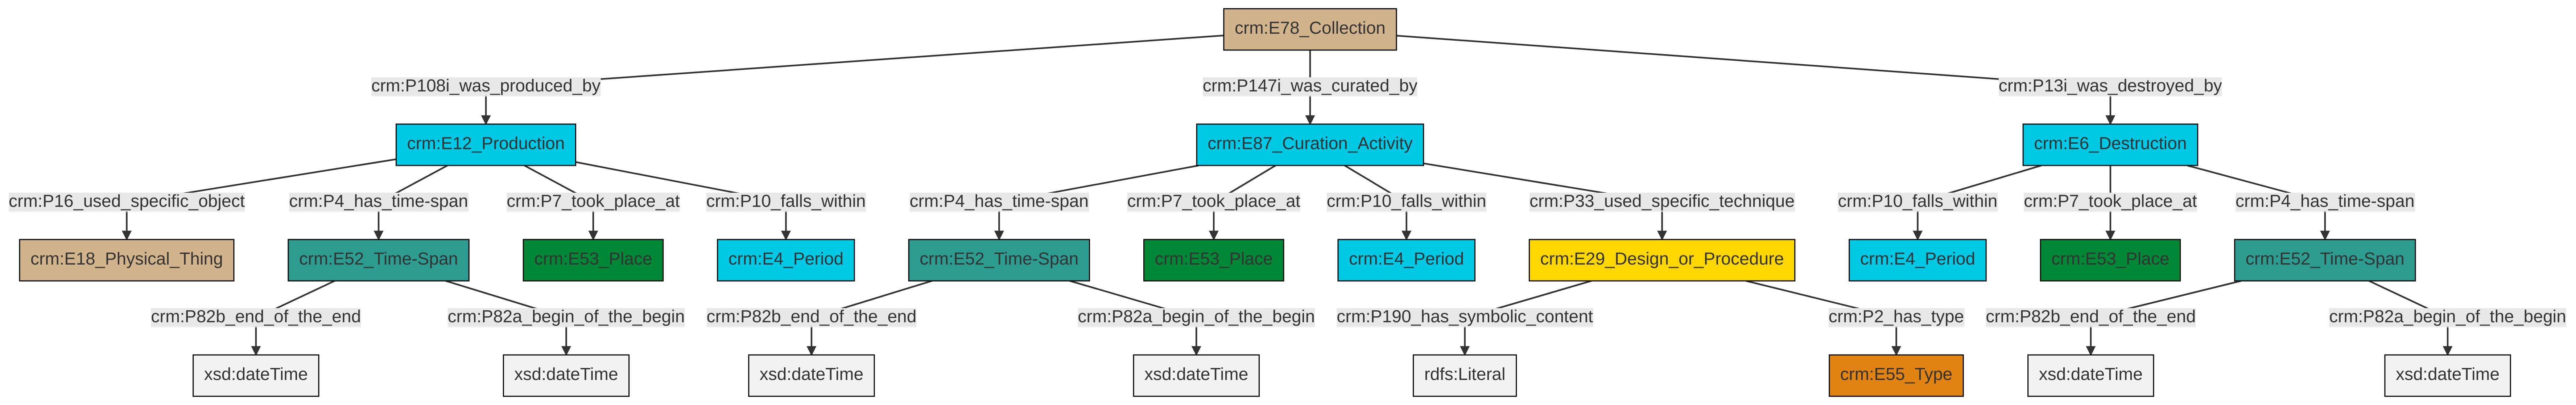 crm:E78_Collection
crm:P108i_was_produced_by
crm:P147i_was_curated_by
crm:P13i_was_destroyed_by
crm:E12_Production
crm:E87_Curation_Activity
crm:E6_Destruction
crm:P16_used_specific_object
crm:P4_has_time-span
crm:P7_took_place_at
crm:P10_falls_within
crm:P4_has_time-span
crm:P7_took_place_at
crm:P10_falls_within
crm:P33_used_specific_technique
crm:P10_falls_within
crm:P7_took_place_at
crm:P4_has_time-span
crm:E18_Physical_Thing
crm:E52_Time-Span
crm:E53_Place
crm:E4_Period
crm:E52_Time-Span
crm:E53_Place
crm:E4_Period
crm:E29_Design_or_Procedure
crm:E4_Period
crm:E53_Place
crm:E52_Time-Span
crm:P82b_end_of_the_end
crm:P82a_begin_of_the_begin
crm:P82b_end_of_the_end
crm:P82a_begin_of_the_begin
crm:P190_has_symbolic_content
crm:P2_has_type
crm:P82b_end_of_the_end
crm:P82a_begin_of_the_begin
xsd:dateTime
xsd:dateTime
xsd:dateTime
xsd:dateTime
rdfs:Literal
crm:E55_Type
xsd:dateTime
xsd:dateTime